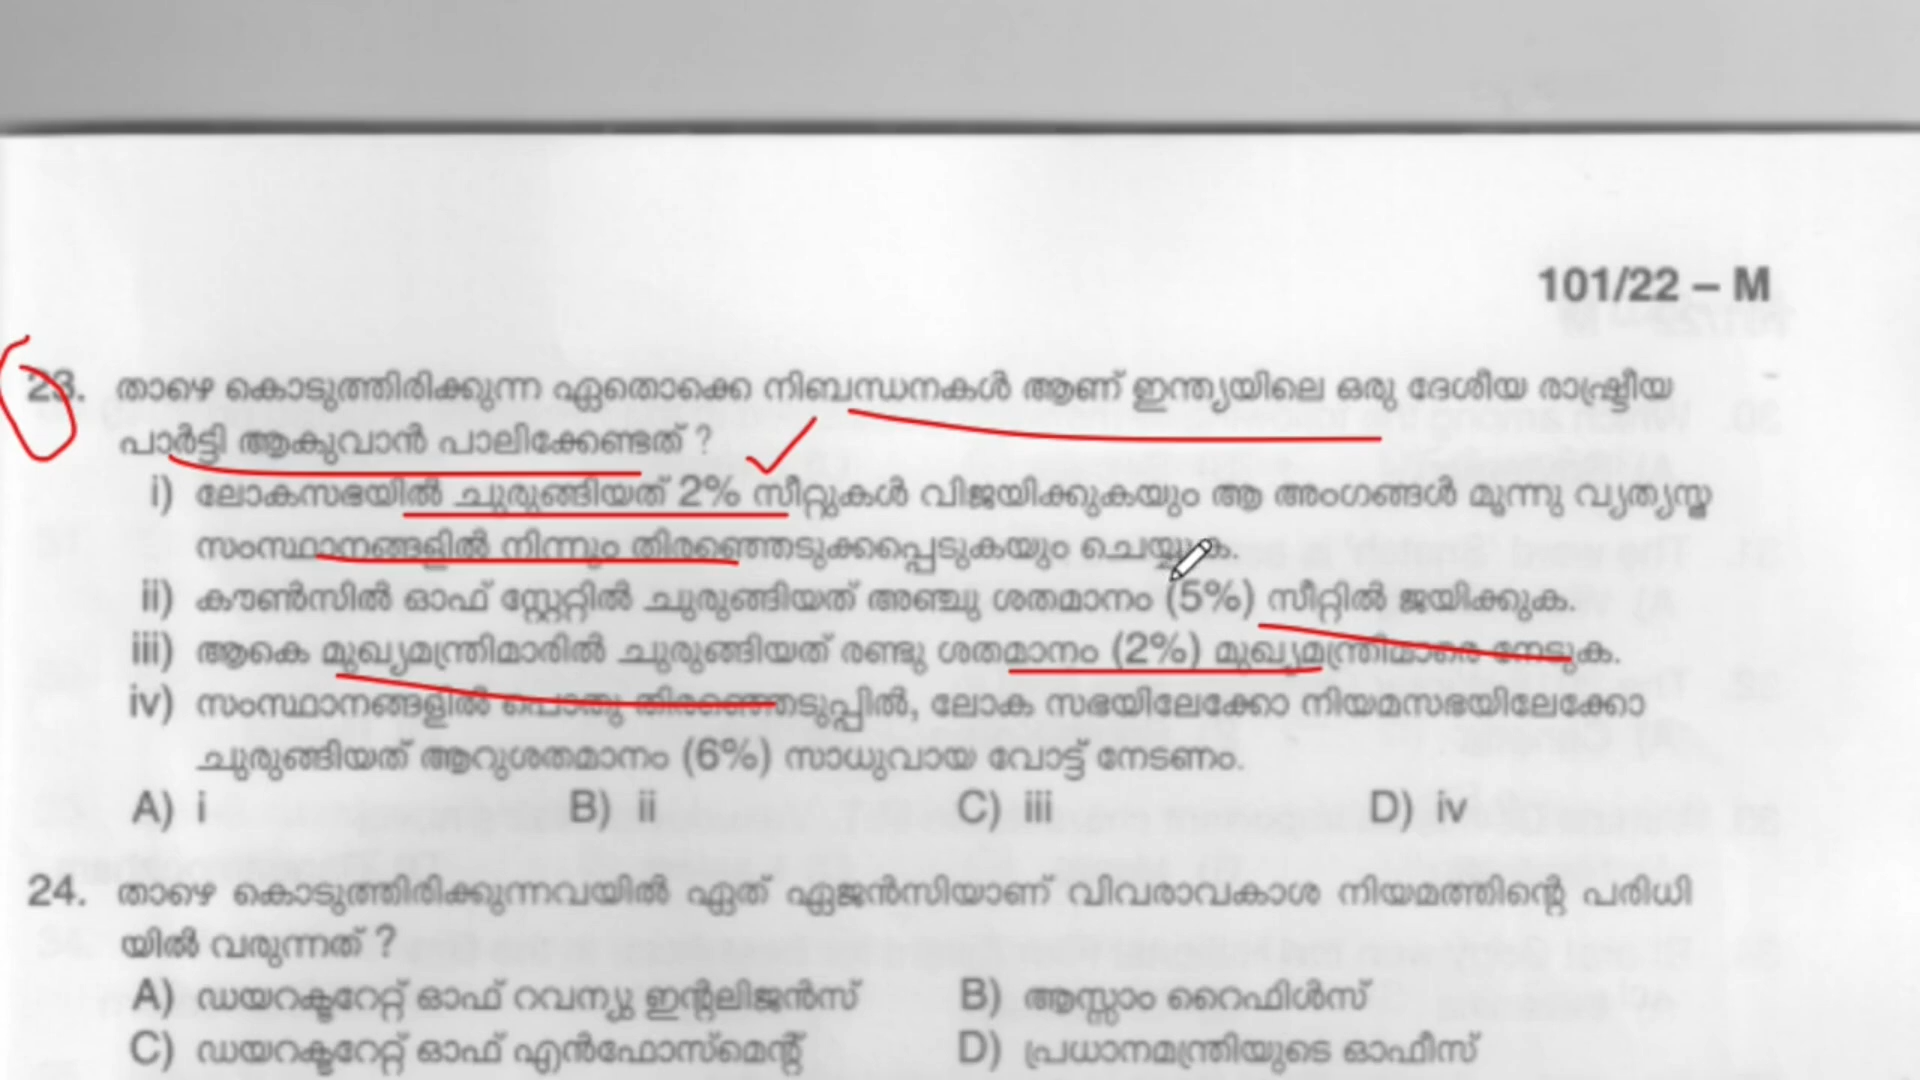 101/22 – M
23. താഴെ കൊടുത്തിരിക്കുന്ന ഏതൊക്കെ നിബന്ധനകൾ ആണ് ഇന്ത്യയിലെ ഒരു ദേശീയ രാഷ്ട്രീയ
പാർട്ടി ആകുവാൻ പാലിക്കേണ്ടത് ?
i) ലോകസഭയിൽ ചുരുങ്ങിയത് 2% സീറ്റുകൾ വിജയിക്കുകയും ആ അംഗങ്ങൾ മൂന്നു വ്യത്യസ്ത
സംസ്ഥാനങ്ങളിൽ നിന്നും തിരഞ്ഞെടുക്കപ്പെടുകയും ചെയ്യുക.
ii) കൗൺസിൽ ഓഫ് സ്റ്റേറ്റിൽ ചുരുങ്ങിയത് അഞ്ചു ശതമാനം (5%) സീറ്റിൽ ജയിക്കുക.
iii) ആകെ മുഖ്യമന്ത്രിമാരിൽ ചുരുങ്ങിയത് രണ്ടു ശതമാനം (2%) മുഖ്യമന്ത്രിമാരെ നേടുക.
iv) സംസ്ഥാനങ്ങളിൽ പൊതു തിരഞ്ഞെടുപ്പിൽ, ലോക സഭയിലേക്കോ നിയമസഭയിലേക്കോ
ചുരുങ്ങിയത് ആറുശതമാനം (6%) സാധുവായ വോട്ട് നേടണം.
A) i B) ii C) iii D) iv
24. താഴെ കൊടുത്തിരിക്കുന്നവയിൽ ഏത് ഏജൻസിയാണ് വിവരാവകാശ നിയമത്തിന്റെ പരിധി
യിൽ വരുന്നത് ?
A) ഡയറക്ടറേറ്റ് ഓഫ് റവന്യു ഇന്റലിജൻസ് B) ആസ്സാം റൈഫിൾസ്
C) ഡയറക്ടറേറ്റ് ഓഫ് എൻഫോസ്മെന്റ് D) പ്രധാനമന്ത്രിയുടെ ഓഫീസ്